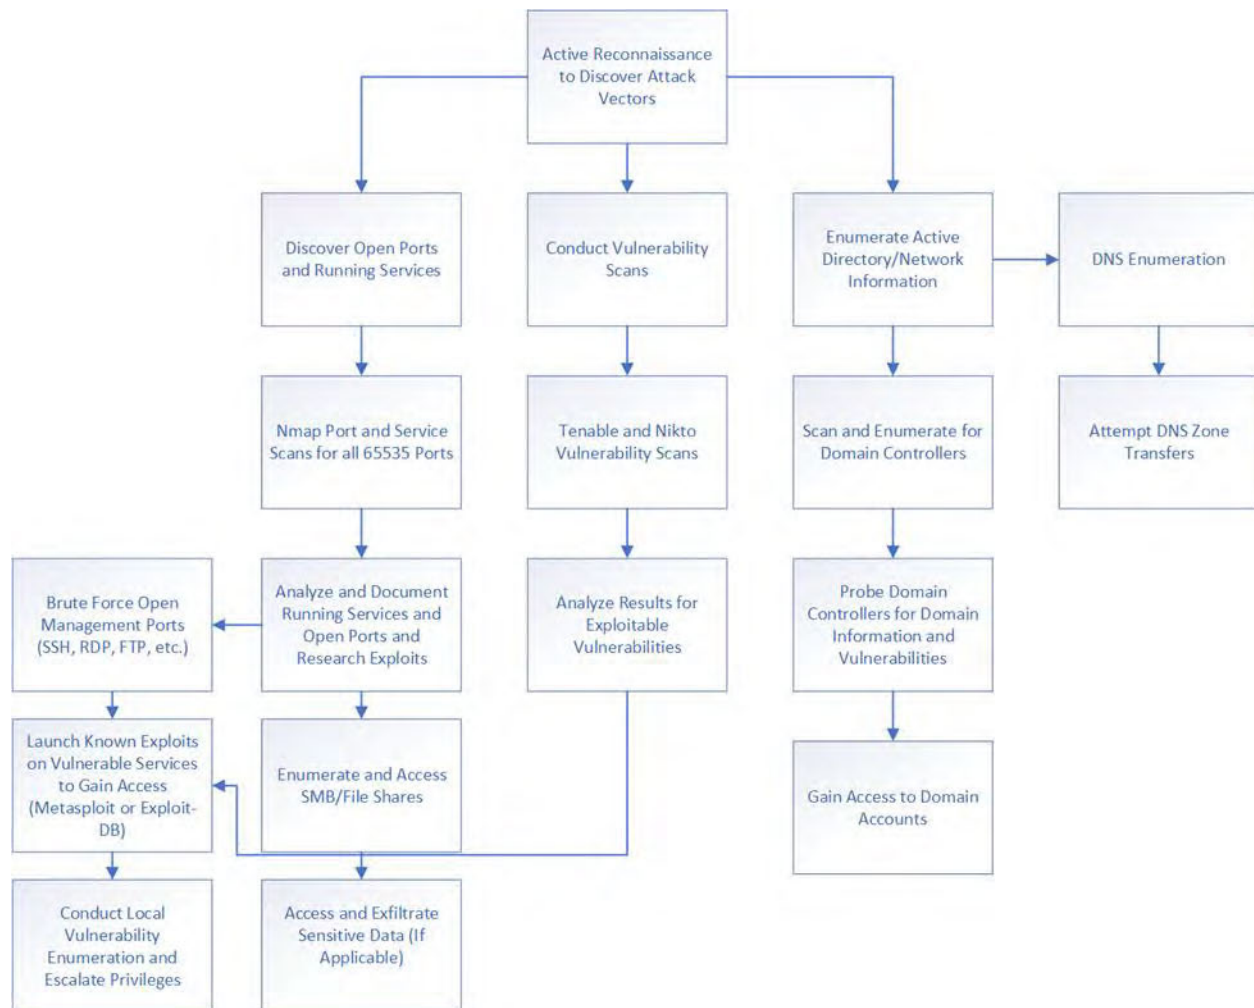 Active Reconnaissance
to Discover Attack
Vectors
Discover Open Ports
and Running Services
Conduct Vulnerability
Scans
Enumerate Active
Directory/Network
Information
DNS Enumeration
Nmap Port and Service
Scans for all 65535 Ports
Tenable and Nikto
Vulnerability Scans
Scan and Enumerate for
Domain Controllers
Attempt DNS Zone
Transfers
Brute Force Open
Management Ports
(SSH, RDP, FTP, etc.)
Analyze and Document
Running Services and
Open Ports and
Research Exploits
Analyze Results for
Exploitable
Vulnerabilities
Probe Domain
Controllers for Domain
Information and
Vulnerabilities
Launch Known Exploits
on Vulnerable Services
to Gain Access
(Metasploit or Exploit-
DB)
Enumerate and Access
SMB/File Shares
Gain Access to Domain
Accounts
Conduct Local
Vulnerability
Enumeration and
Escalate Privileges
Access and Exfiltrate
Sensitive Data (If
Applicable)